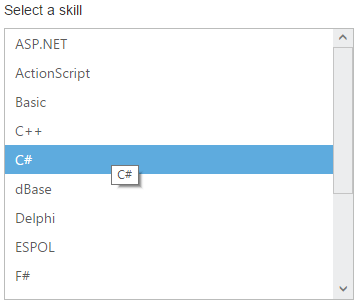 Select a skill
ASP.NET
ActionScript
Basic
C++
C#
C#
dBase
Delphi
ESPOL
F#